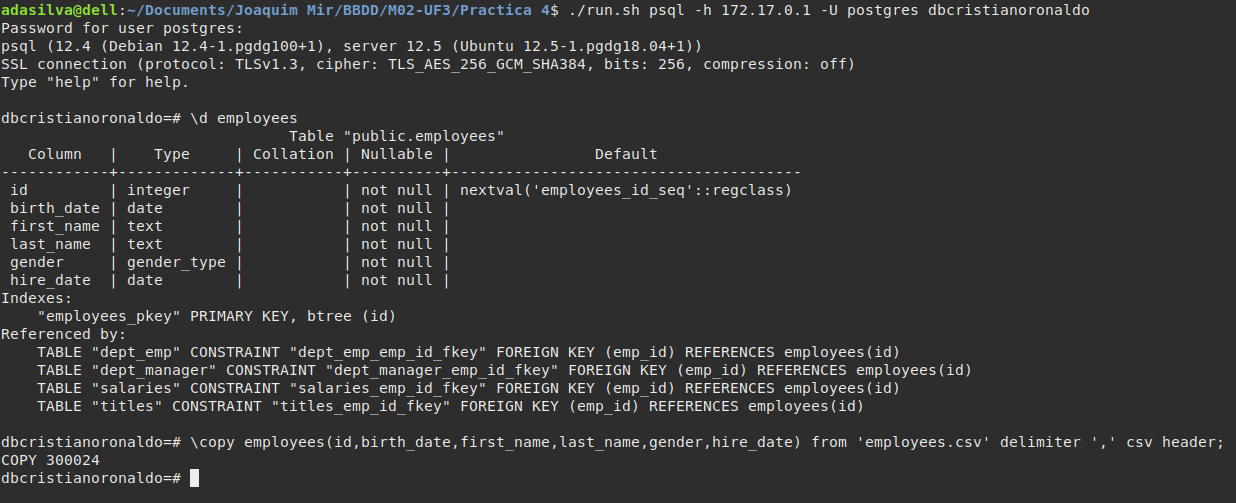 adasilva@dell:~/Documents/Joaquim Mir/BBDD/M02-UF3/Practica 4$ ./run.sh psql -h 172.17.0.1 -U postgres dbcristianoronaldo
Password for user postgres:
psql (12.4 (Debian 12.4-1.pgdg100+1), server 12.5 (Ubuntu 12.5-1.pgdg18.04+1))
SSL connection (protocol: TLSv1.3, cipher: TLS_AES_256_GCM_SHA384, bits: 256, compression: off)
Type "help" for help.
dbcristianoronaldo=# \d employees
                                Table "public.employees"
   Column   |    Type     | Collation | Nullable |                Default
------------+-------------+-----------+----------+---------------------------------------
 id         | integer     |           | not null | nextval('employees_id_seq'::regclass)
 birth_date | date        |           | not null |
 first_name | text        |           | not null |
 last_name  | text        |           | not null |
 gender     | gender_type |           | not null |
 hire_date  | date        |           | not null |
Indexes:
    "employees_pkey" PRIMARY KEY, btree (id)
Referenced by:
    TABLE "dept_emp" CONSTRAINT "dept_emp_emp_id_fkey" FOREIGN KEY (emp_id) REFERENCES employees(id)
    TABLE "dept_manager" CONSTRAINT "dept_manager_emp_id_fkey" FOREIGN KEY (emp_id) REFERENCES employees(id)
    TABLE "salaries" CONSTRAINT "salaries_emp_id_fkey" FOREIGN KEY (emp_id) REFERENCES employees(id)
    TABLE "titles" CONSTRAINT "titles_emp_id_fkey" FOREIGN KEY (emp_id) REFERENCES employees(id)
dbcristianoronaldo=# \copy employees(id,birth_date,first_name,last_name,gender,hire_date) from 'employees.csv' delimiter ',' csv header;
COPY 300024
dbcristianoronaldo=#